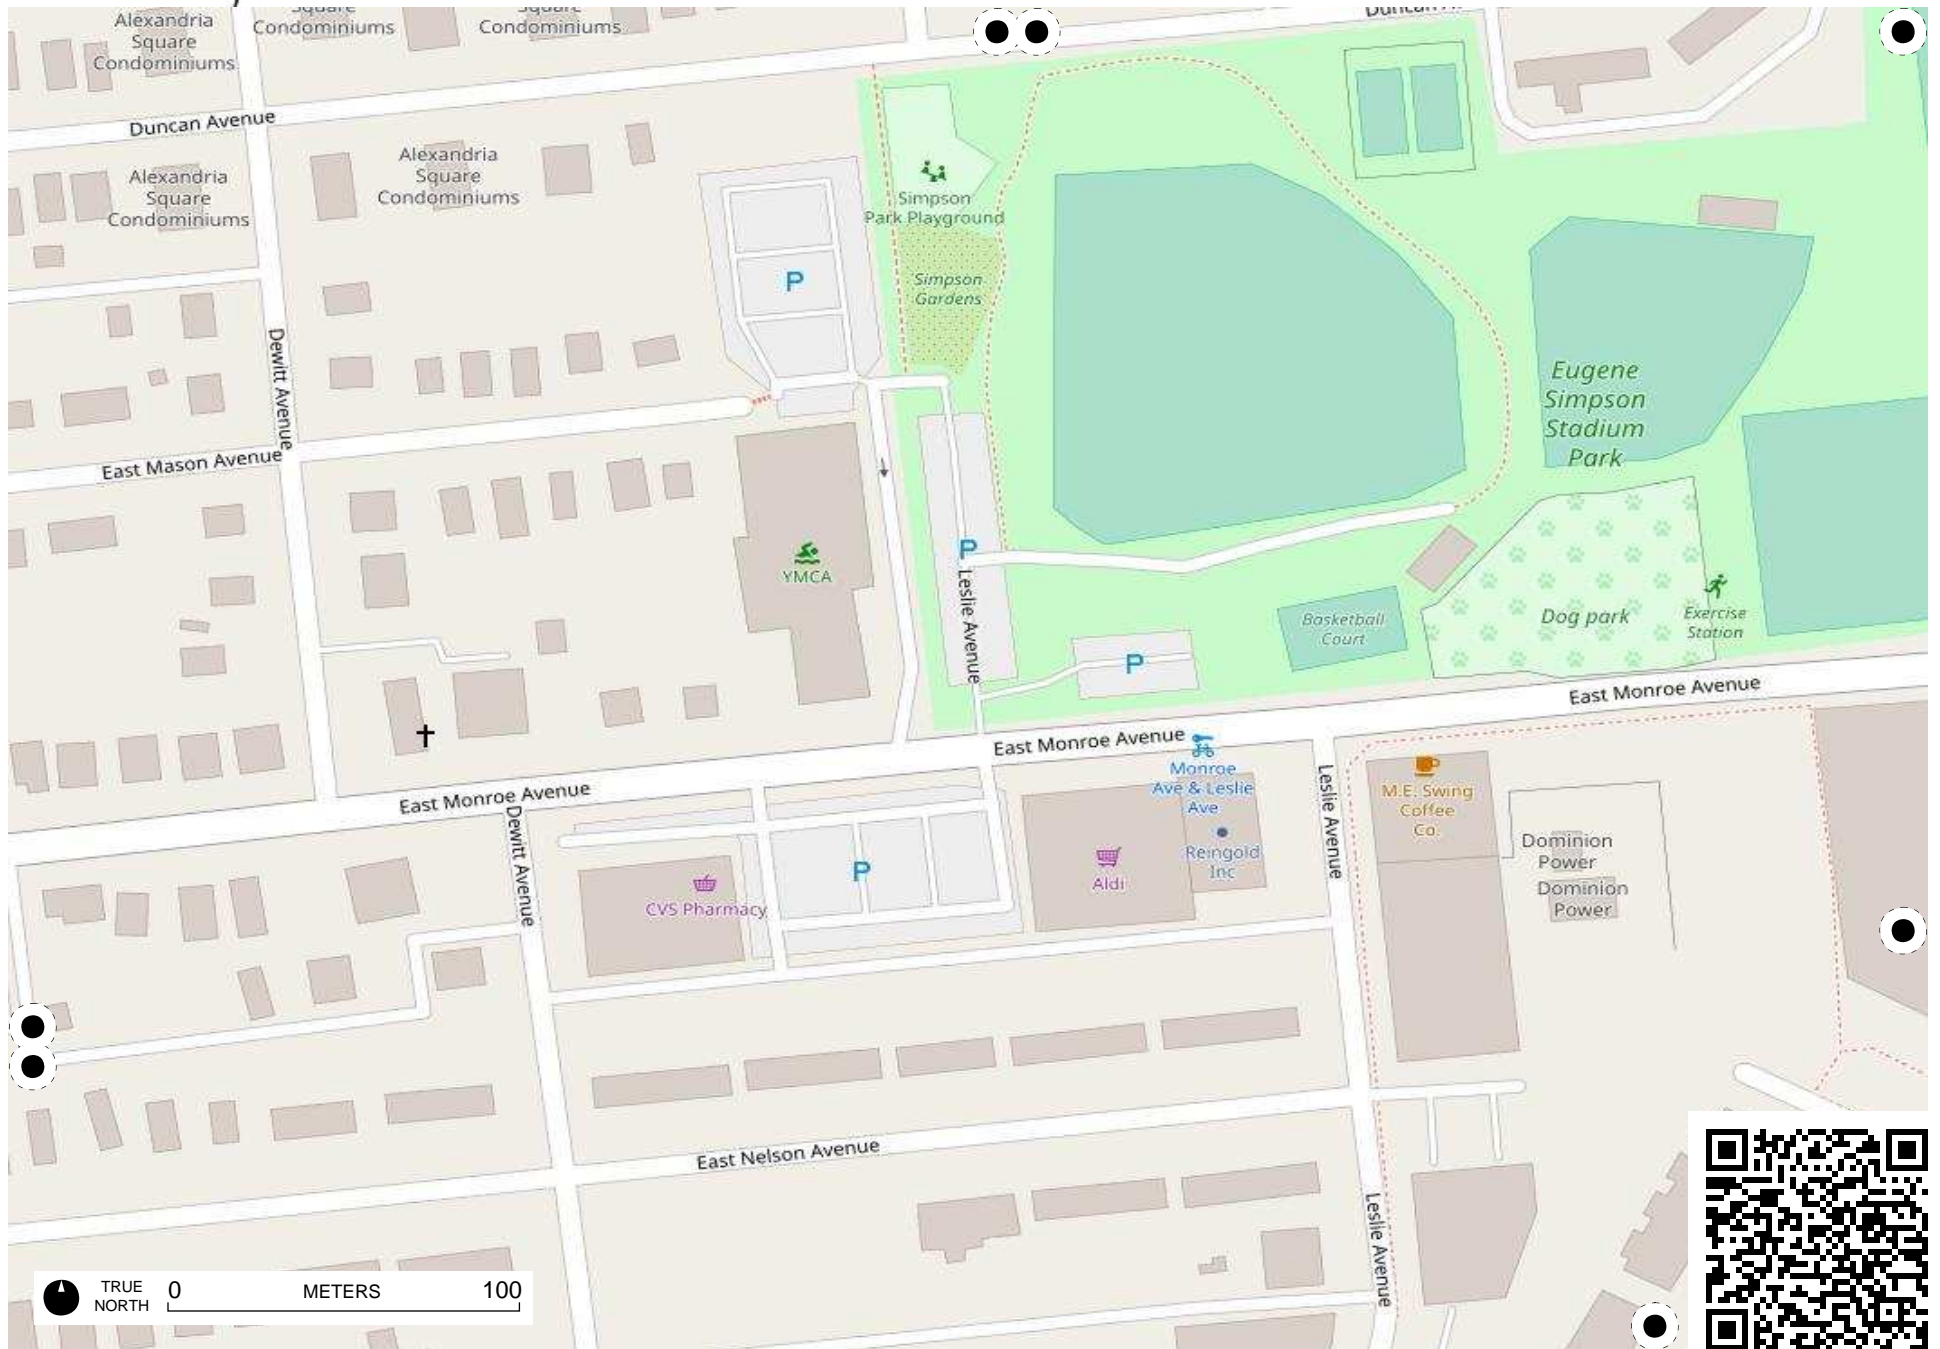 Alexandria
Square
Condominiums
Square
Condominiums
Square
Condominiums
Duncan Avenue
Alexandria
Square
Condominiums
Alexandria
Square
Condominiums
Simpson
Park Playground
Simpson
Gardens
P
Dewitt Avenue
Eugene
Simpson
Stadium
Park
East Mason Avenue
YMCA
P
Leslie Avenue
P
Basketball
Court
Dog park
Exercise
Station
East Monroe Avenue
East Monroe Avenue
Monroe
Ave & Leslie
Ave
Leslie Avenue
M.E. Swing
Coffee
Co.
East Monroe Avenue
Dewitt Avenue
CVS Pharmacy
P
Aldi
Reingold
Inc
Dominion
Power
Dominion
Power
East Nelson Avenue
Leslie Avenue
TRUE
NORTH
0 METERS 100